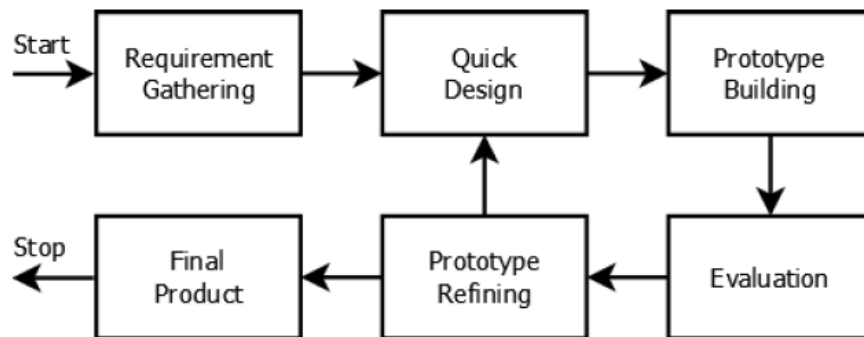 Start
Requirement
Gathering
Quick
Design
Prototype
Building
Stop
Final
Product
Prototype
Refining
Evaluation